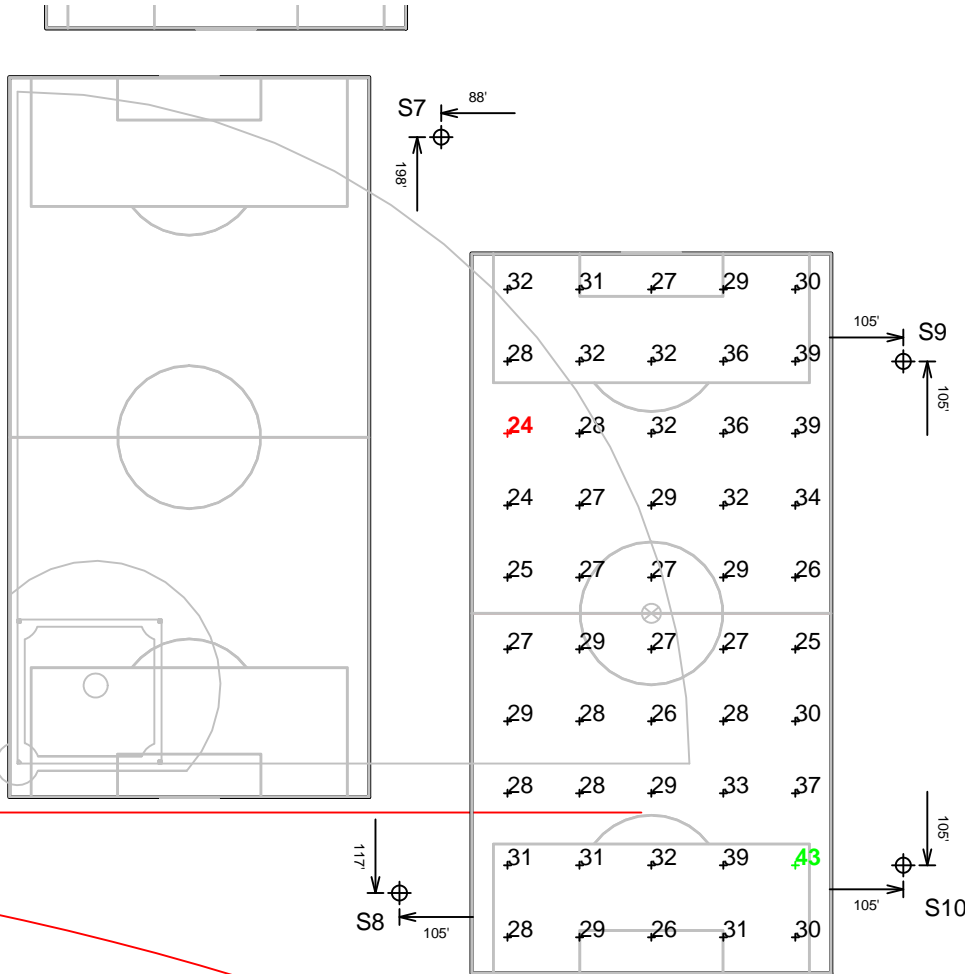 S7 88'
198'
32 31 27 29 30
105' S9
28 32 32 36 39
105'
24 28 32 36 39
24 27 29 32 34
25 27 27 29 26
27 29 27 27 25
29 28 26 28 30
28 28 29 33 37
105'
117'
31 31 32 39 43
105' S10
S8 105'
28 29 26 31 30